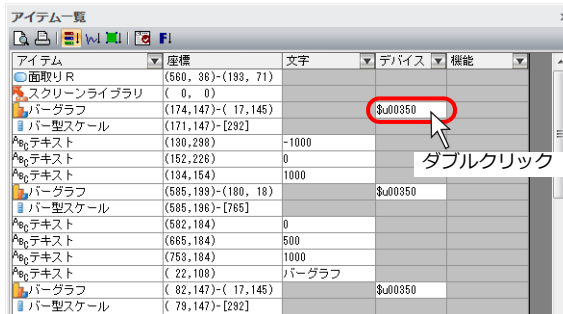 アイテム一覧
アイテム 座標 文字 デバイス 機能
面取りR (560, 36)-(193, 71)
スクリーンライブラリ ( 0, 0)
バーグラフ (174,147)-( 17,145) $u00350
バー型スケール (171,147)-[292]
テキスト (130,298) -1000
テキスト (152,226) 0
テキスト (134,154) 1000
バーグラフ (585,199)-(180, 18) $u00350
バー型スケール (585,196)-[765]
テキスト (582,184) 0
テキスト (665,184) 500
テキスト (753,184) 1000
テキスト ( 22,108) バーグラフ
バーグラフ ( 82,147)-( 17,145) $u00350
バー型スケール ( 79,147)-[292]
ダブルクリック